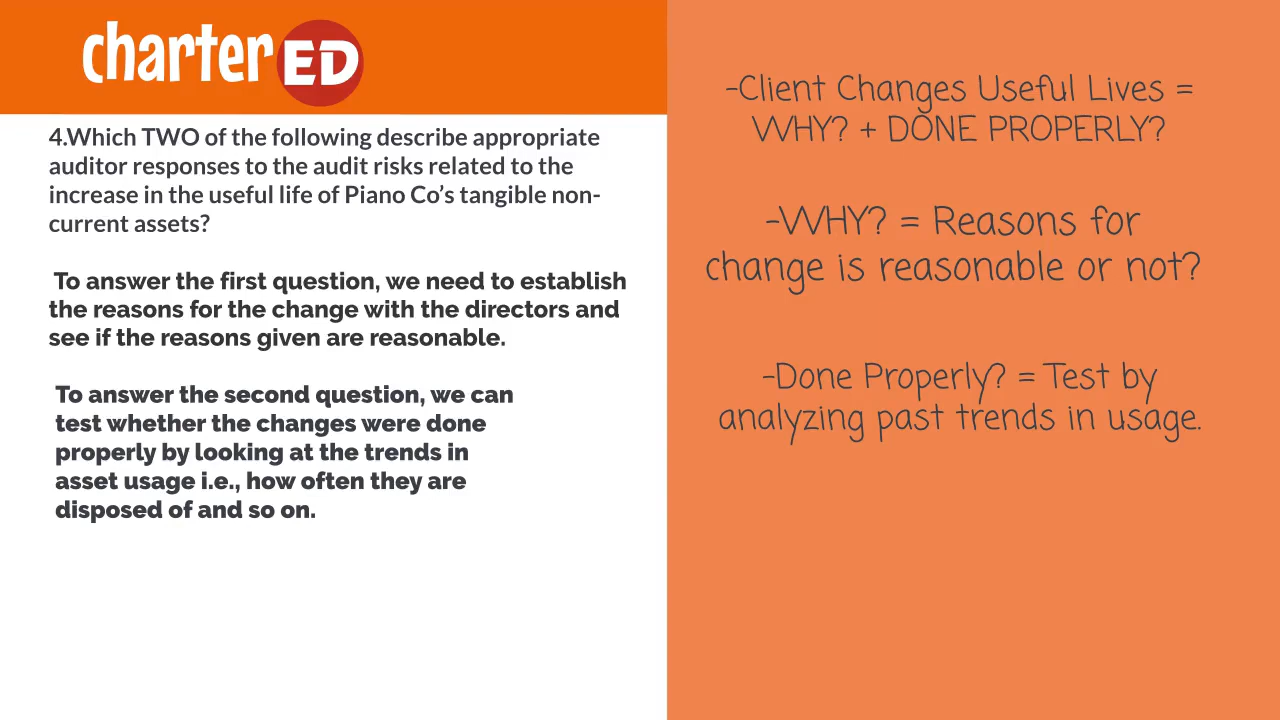 charterED
4.Which TWO of the following describe appropriate
auditor responses to the audit risks related to the
increase in the useful life of Piano Co’s tangible non-
current assets?
To answer the first question, we need to establish
the reasons for the change with the directors and
see if the reasons given are reasonable.
To answer the second question, we can
test whether the changes were done
properly by looking at the trends in
asset usage i.e., how often they are
disposed of and so on.
-Client Changes Useful Lives =
WHY? + DONE PROPERLY?
-WHY? = Reasons for
change is reasonable or not?
-Done Properly? = Test by
analyzing past trends in usage.